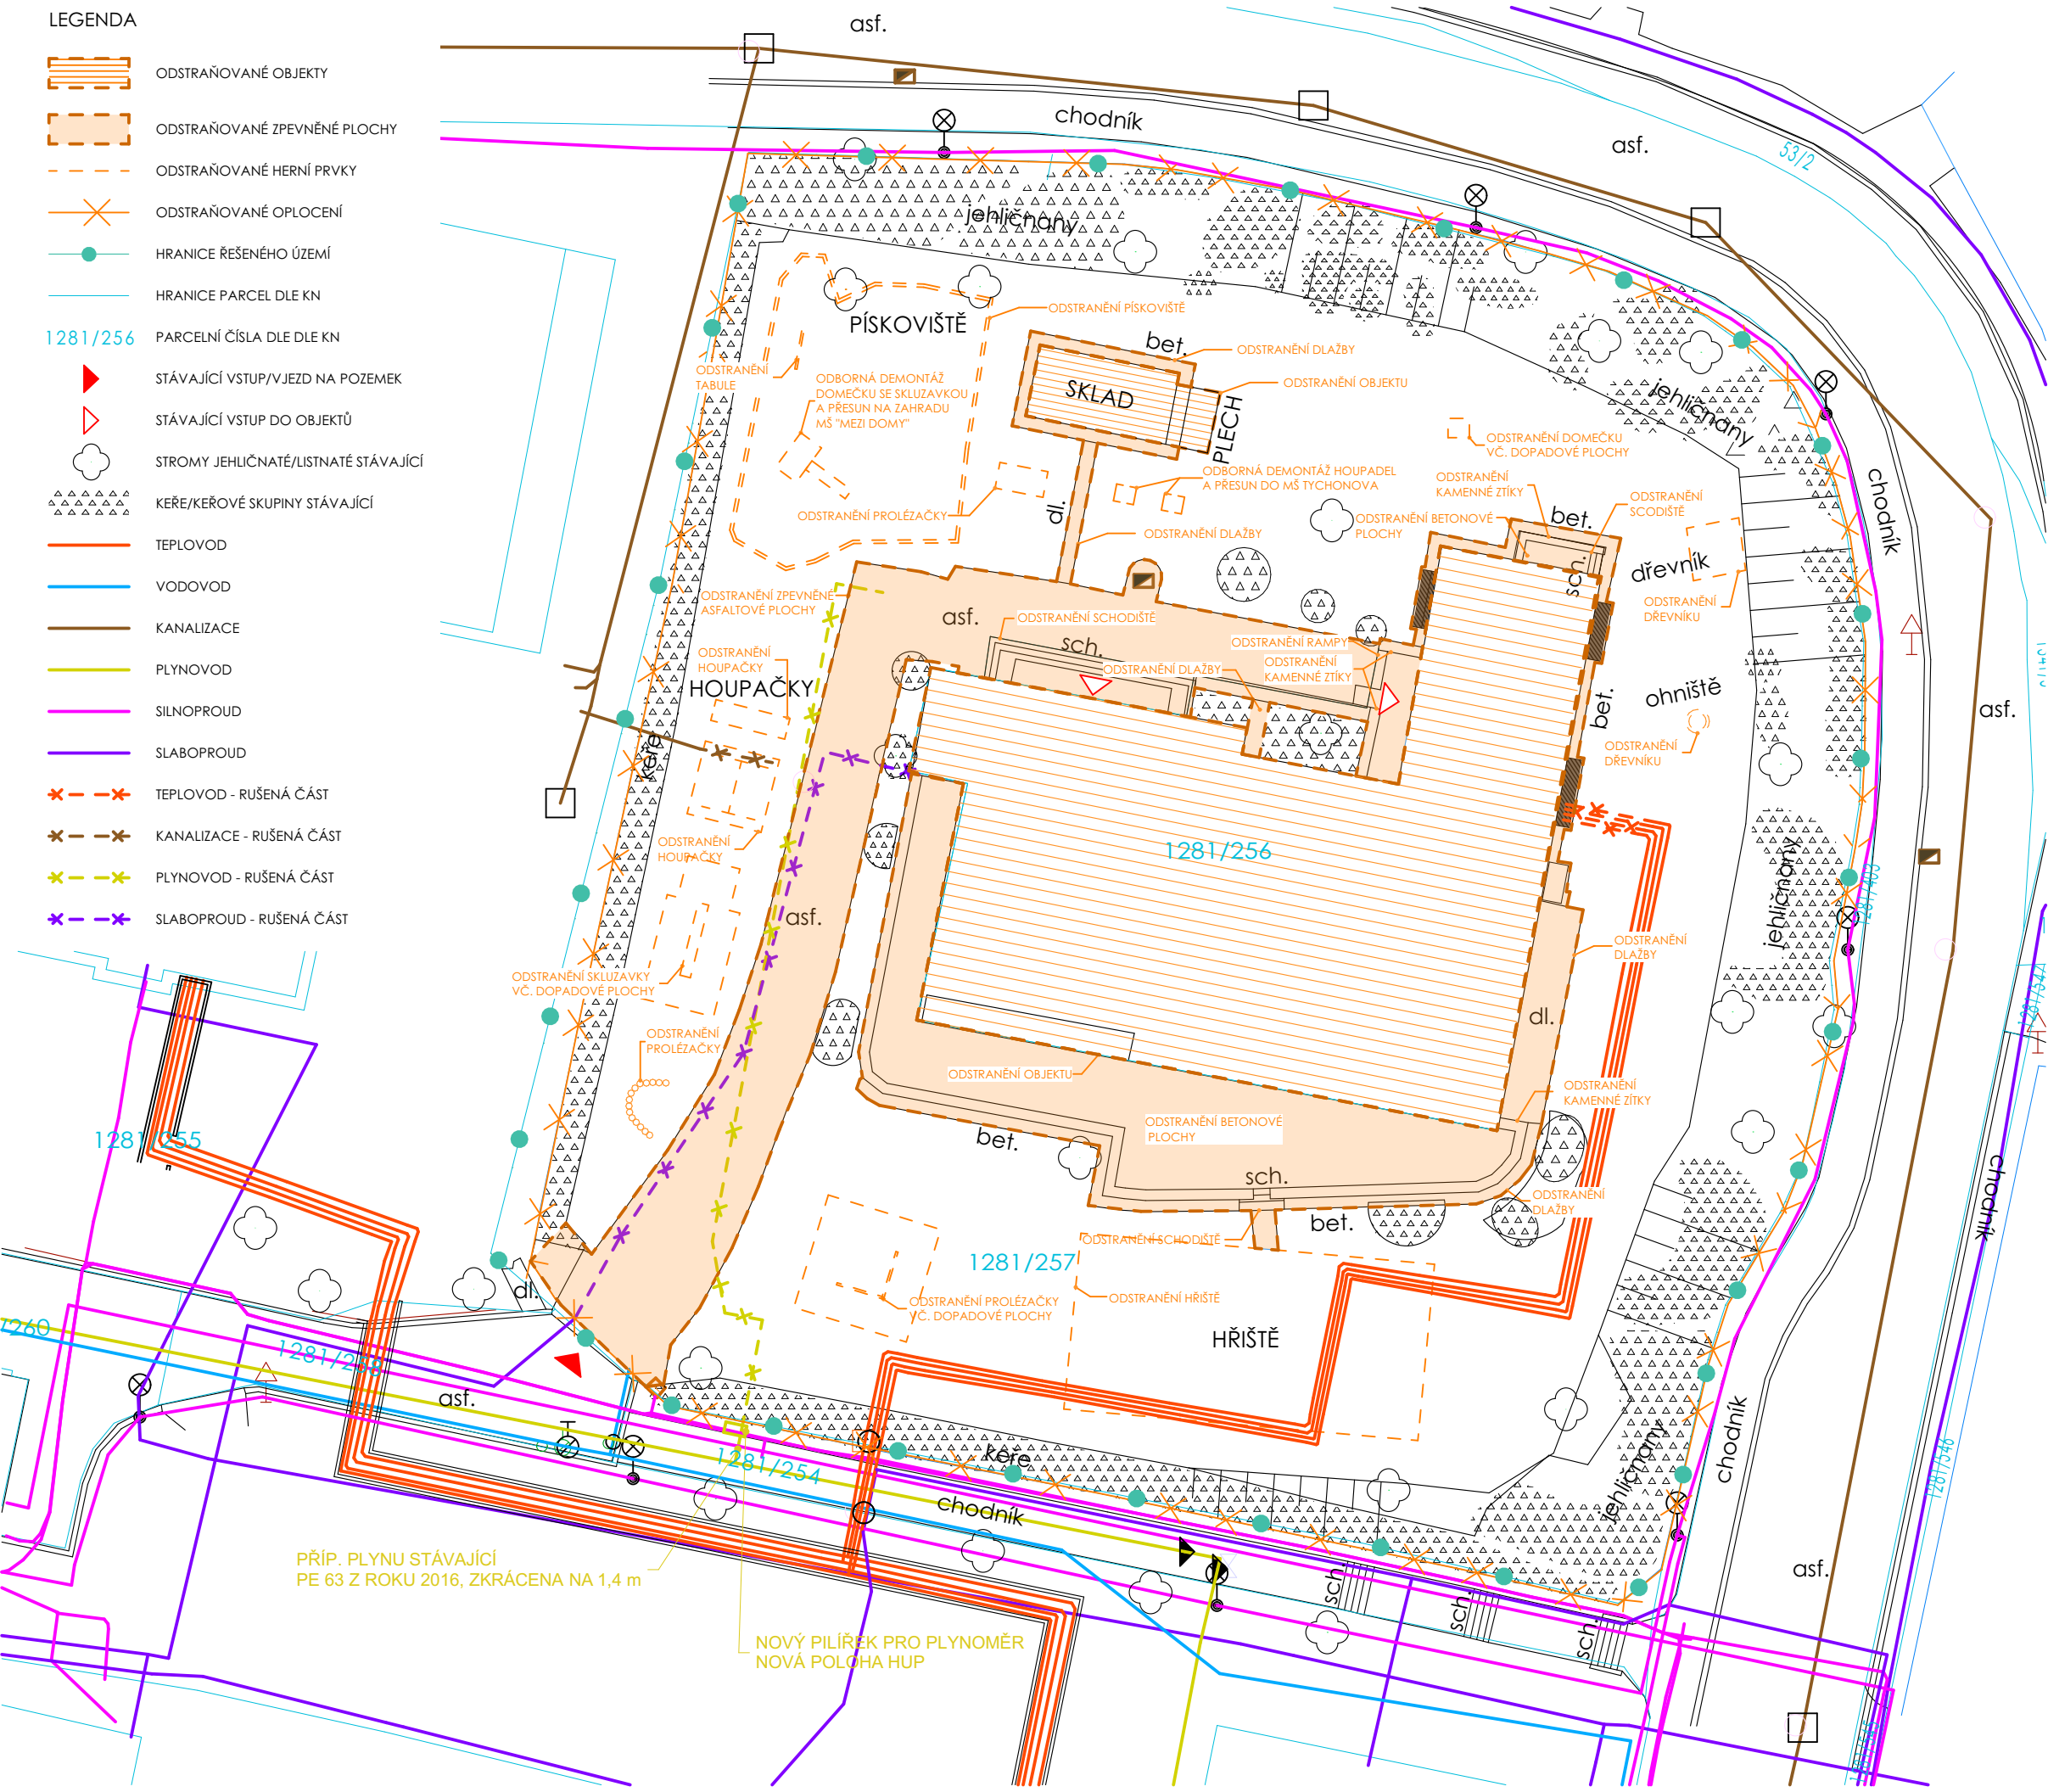 LEGENDA
ODSTRAŇOVANÉ OBJEKTY
ODSTRAŇOVANÉ ZPEVNĚNÉ PLOCHY
ODSTRAŇOVANÉ HERNÍ PRVKY
ODSTRAŇOVANÉ OPLOCENÍ
HRANICE ŘEŠENÉHO ÚZEMÍ
HRANICE PARCEL DLE KN
1281/256 PARCELNÍ ČÍSLA DLE DLE KN
STÁVAJÍCÍ VSTUP/VJEZD NA POZEMEK
STÁVAJÍCÍ VSTUP DO OBJEKTŮ
STROMY JEHLIČNATÉ/LISTNATÉ STÁVAJÍCÍ
KEŘE/KEŘOVÉ SKUPINY STÁVAJÍCÍ
TEPLOVOD
VODOVOD
KANALIZACE
PLYNOVOD
SILNOPROUD
SLABOPROUD
TEPLOVOD - RUŠENÁ ČÁST
KANALIZACE - RUŠENÁ ČÁST
PLYNOVOD - RUŠENÁ ČÁST
SLABOPROUD - RUŠENÁ ČÁST
asf.
chodník
asf.
53/2
jehličnany
PÍSKOVIŠTĚ
ODSTRANĚNÍ PÍSKOVIŠTĚ
bet.
ODSTRANĚNÍ DLAŽBY
ODSTRANĚNÍ
TABULE
ODBORNÁ DEMONTÁŽ
DOMEČKU SE SKLUZAVKOU
A PŘESUN NA ZAHRADU
MŠ "MEZI DOMY"
SKLAD
ODSTRANĚNÍ OBJEKTU
PLECH
jehličnany
ODSTRANĚNÍ DOMEČKU
VČ. DOPADOVÉ PLOCHY
ODBORNÁ DEMONTÁŽ HOUPADEL
A PŘESUN DO MŠ TYCHONOVA
ODSTRANĚNÍ
KAMENNÉ ZTÍKY
ODSTRANĚNÍ
SCODIŠTĚ
chodník
ODSTRANĚNÍ PROLÉZAČKY
dl.
ODSTRANĚNÍ BETONOVÉ
PLOCHY
bet.
ODSTRANĚNÍ DLAŽBY
sch.
dřevník
ODSTRANĚNÍ
DŘEVNÍKU
ODSTRANĚNÍ ZPEVNĚNÉ
ASFALTOVÉ PLOCHY
asf.
ODSTRANĚNÍ SCHODIŠTĚ
sch.
ODSTRANĚNÍ RAMPY
ODSTRANĚNÍ
KAMENNÉ ZTÍKY
ODSTRANĚNÍ DLAŽBY
ODSTRANĚNÍ
HOUPAČKY
HOUPAČKY
ohniště
bet.
asf.
ODSTRANĚNÍ
DŘEVNÍKU
keře
ODSTRANĚNÍ
HOUPAČKY
1281/256
jehličnany
1281/403
asf.
ODSTRANĚNÍ
DLAŽBY
ODSTRANĚNÍ SKLUZAVKY
VČ. DOPADOVÉ PLOCHY
dl.
1281/544
ODSTRANĚNÍ
PROLÉZAČKY
ODSTRANĚNÍ OBJEKTU
ODSTRANĚNÍ
KAMENNÉ ZÍTKY
ODSTRANĚNÍ BETONOVÉ
PLOCHY
1281/255
bet.
sch.
ODSTRANĚNÍ
DLAŽBY
bet.
chodník
ODSTRANĚNÍ SCHODIŠTĚ
1281/257
dl.
ODSTRANĚNÍ PROLÉZAČKY
VČ. DOPADOVÉ PLOCHY
ODSTRANĚNÍ HŘIŠTĚ
HŘIŠTĚ
/260
asf.
1281/254
keře
chodník
jehličnany
chodník
1281/546
PŘÍP. PLYNU STÁVAJÍCÍ
PE 63 Z ROKU 2016, ZKRÁCENA NA 1,4 m
asf.
sch.
sch.
sch.
NOVÝ PILÍŘEK PRO PLYNOMĚR
NOVÁ POLOHA HUP